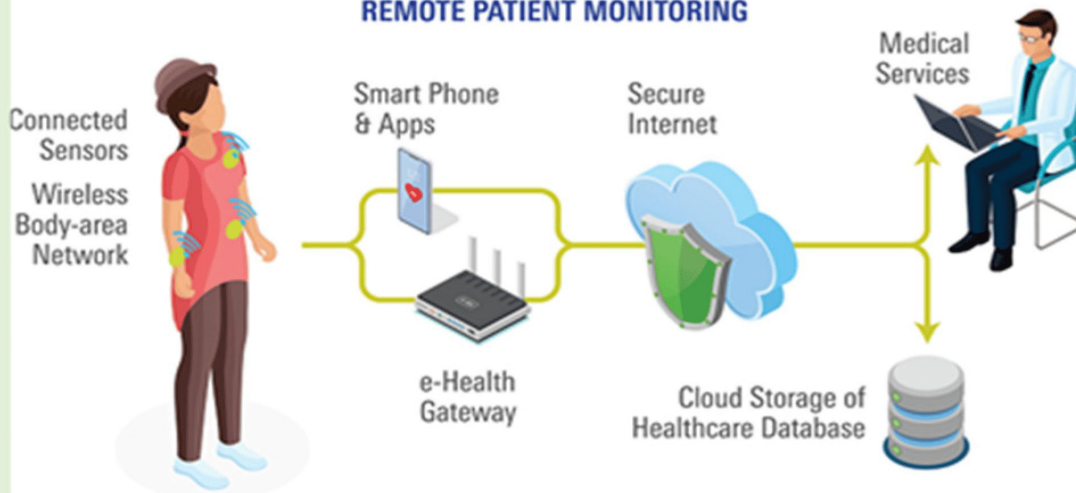 REMOTE PATIENT MONITORING
Connected
Sensors
Wireless
Body-area
Network
Smart Phone
& Apps
e-Health
Gateway
Secure
Internet
Medical
Services
Cloud Storage of
Healthcare Database